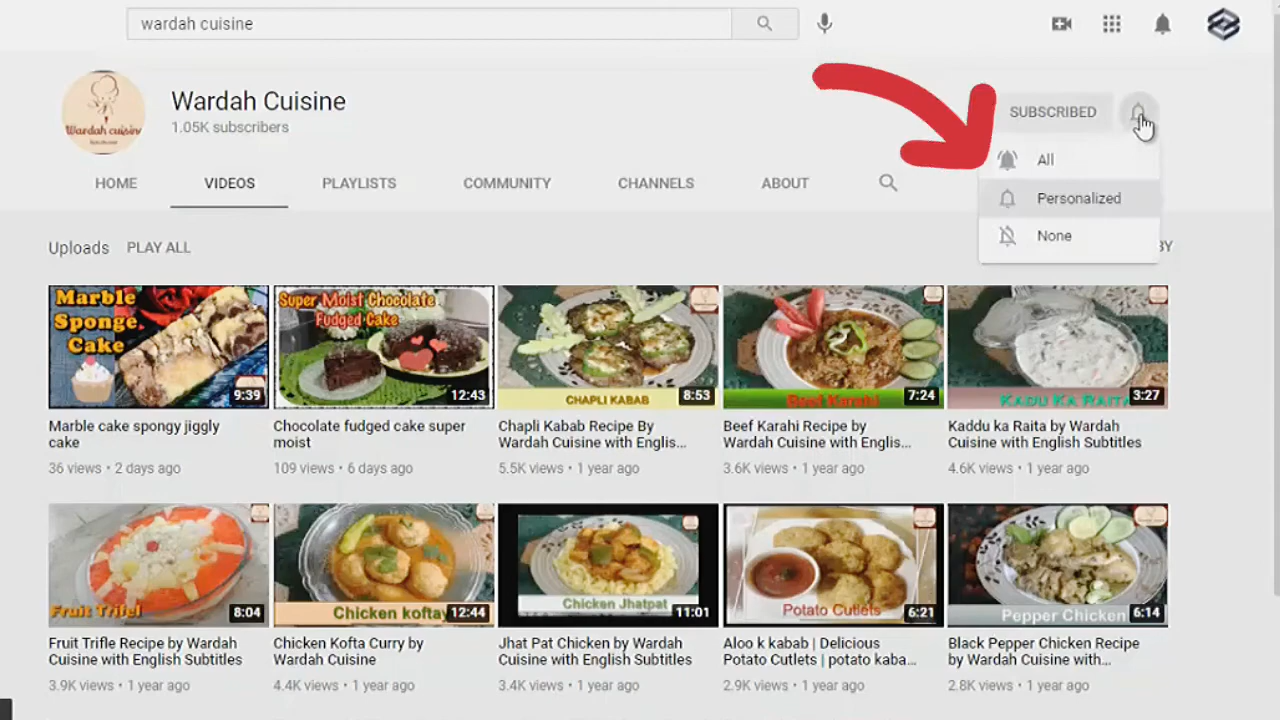 wardah cuisine
Wardah cuisine
Wardah Cuisine
1.05K subscribers
SUBSCRIBED
All
Personalized
None
HOME
VIDEOS
PLAYLISTS
COMMUNITY
CHANNELS
ABOUT
Uploads
PLAY ALL
BY
Marble
Sponge
Cake
9:39
Super Moist Chocolate
Fudged Cake
12:43
CHAPLI KABAB
8:53
Beef Karahi
7:24
KADU KA RAITA
3:27
Marble cake spongy jiggly
cake
36 views • 2 days ago
Chocolate fudged cake super
moist
109 views • 6 days ago
Chapli Kabab Recipe By
Wardah Cuisine with Englis...
5.5K views • 1 year ago
Beef Karahi Recipe by
Wardah Cuisine with Englis...
3.6K views • 1 year ago
Kaddu ka Raita by Wardah
Cuisine with English Subtitles
4.6K views • 1 year ago
Fruit Trifel
8:04
Chicken koftay
12:44
Chicken Jhatpat
11:01
Potato Cutlets
6:21
Pepper Chicken
6:14
Fruit Trifle Recipe by Wardah
Cuisine with English Subtitles
3.9K views • 1 year ago
Chicken Kofta Curry by
Wardah Cuisine
4.4K views • 1 year ago
Jhat Pat Chicken by Wardah
Cuisine with English Subtitles
3.4K views • 1 year ago
Aloo k kabab | Delicious
Potato Cutlets | potato kaba...
2.9K views • 1 year ago
Black Pepper Chicken Recipe
by Wardah Cuisine with...
2.8K views • 1 year ago